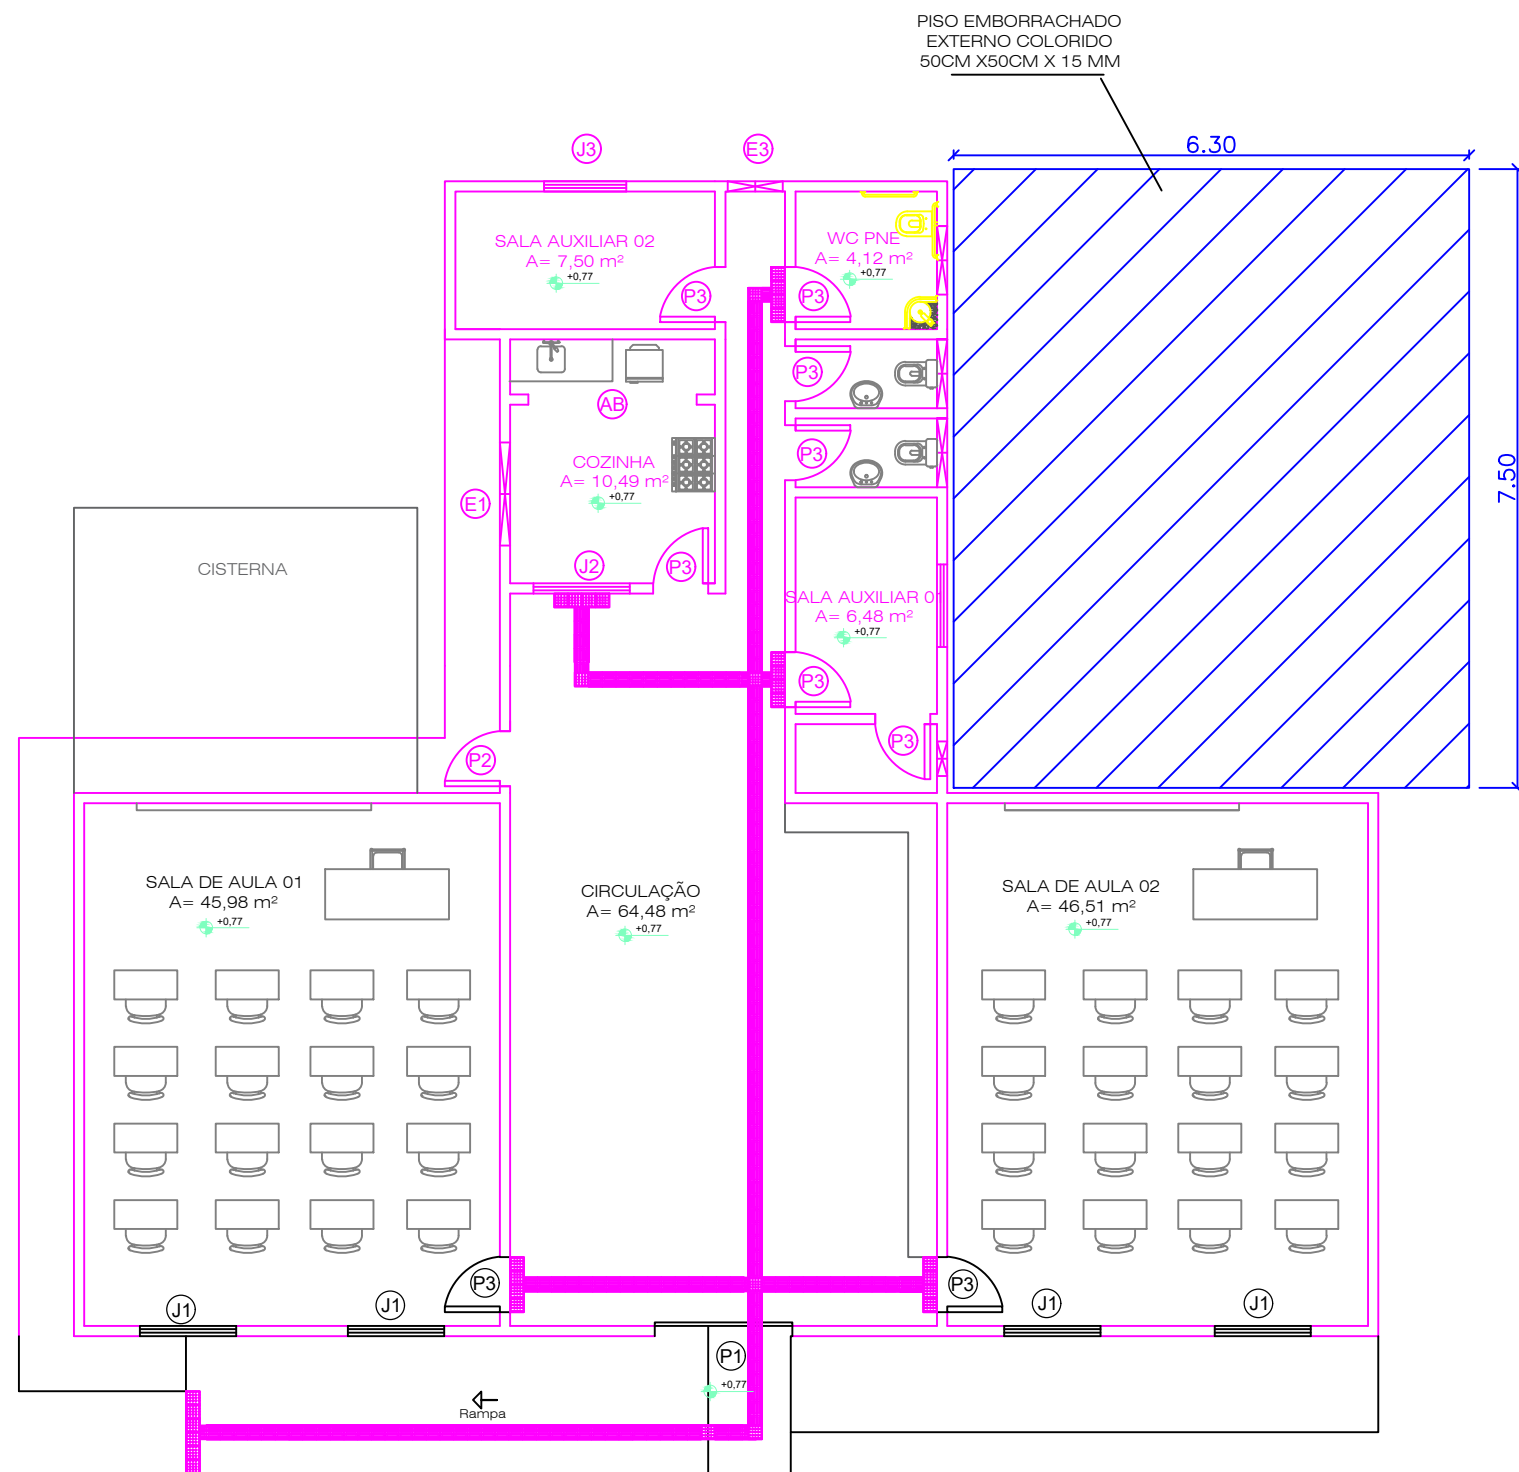 PISO EMBORRACHADO
EXTERNO COLORIDO
50CM X50CM X 15 MM
6.30
J3
E3
SALA AUXILIAR 02
A= 7,50 m²
+0,77
P3
WC PNE
A= 4,12 m²
+0,77
P3
P3
AB
P3
COZINHA
A= 10,49 m²
+0,77
E1
7.50
J2
P3
CISTERNA
SALA AUXILIAR 0
A= 6,48 m²
+0,77
P3
P3
P2
SALA DE AULA 01
A= 45,98 m²
+0,77
CIRCULAÇÃO
A= 64,48 m²
+0,77
SALA DE AULA 02
A= 46,51 m²
+0,77
P3
P3
J1
J1
J1
J1
P1
+0,77
Rampa